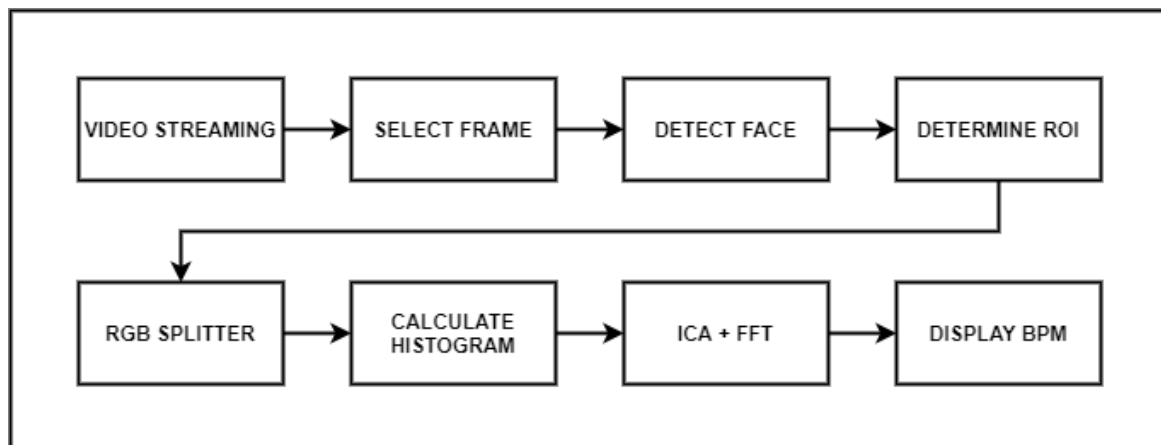 VIDEO STREAMING
SELECT FRAME
DETECT FACE
DETERMINE ROI
RGB SPLITTER
CALCULATE
HISTOGRAM
ICA + FFT
DISPLAY BPM